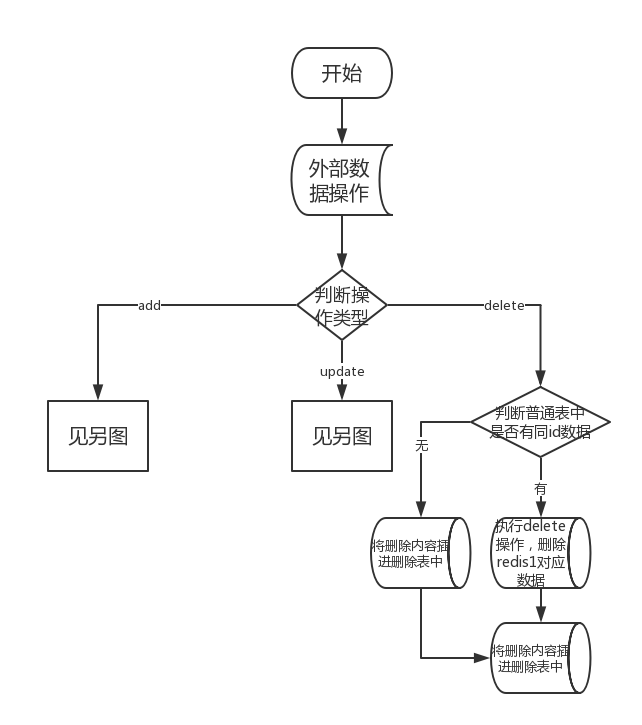 开始
外部数
据操作
判断操
作类型
add
delete
update
见另图
见另图
判断普通表中
是否有同id数据
无
有
将删除内容插
进删除表中
执行delete
操作，删除
redis1对应
数据
将删除内容插
进删除表中